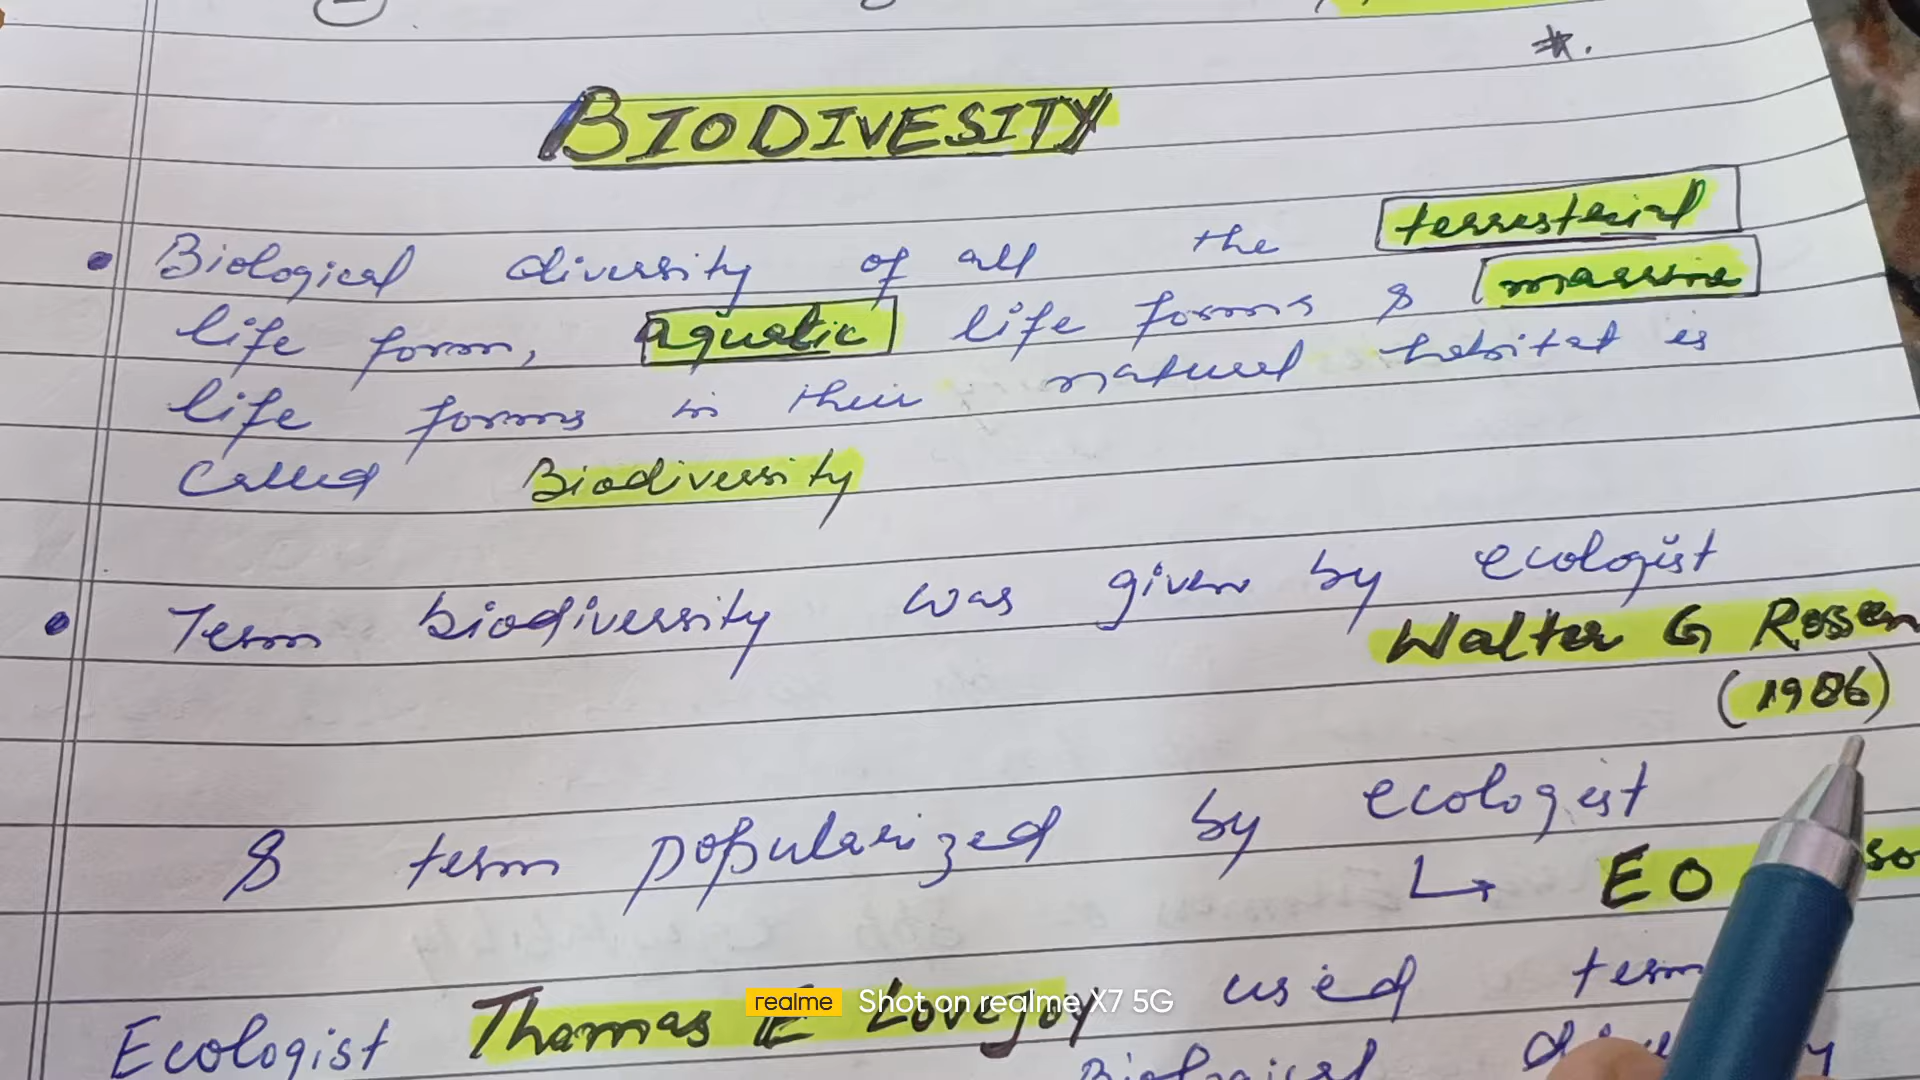 BIODIVESITY
• Biological diversity of all the terrestrial
life form, aquatic life forms & marine
life forms in their natural habitat is
Called Biodiversity
• Term biodiversity was given by ecologist
Walter G Rossen
(1986)
& term popularized by ecologist
↳ E O
Ecologist Thomas E Lovejoy used term
Biological
realme Shot on realme X7 5G